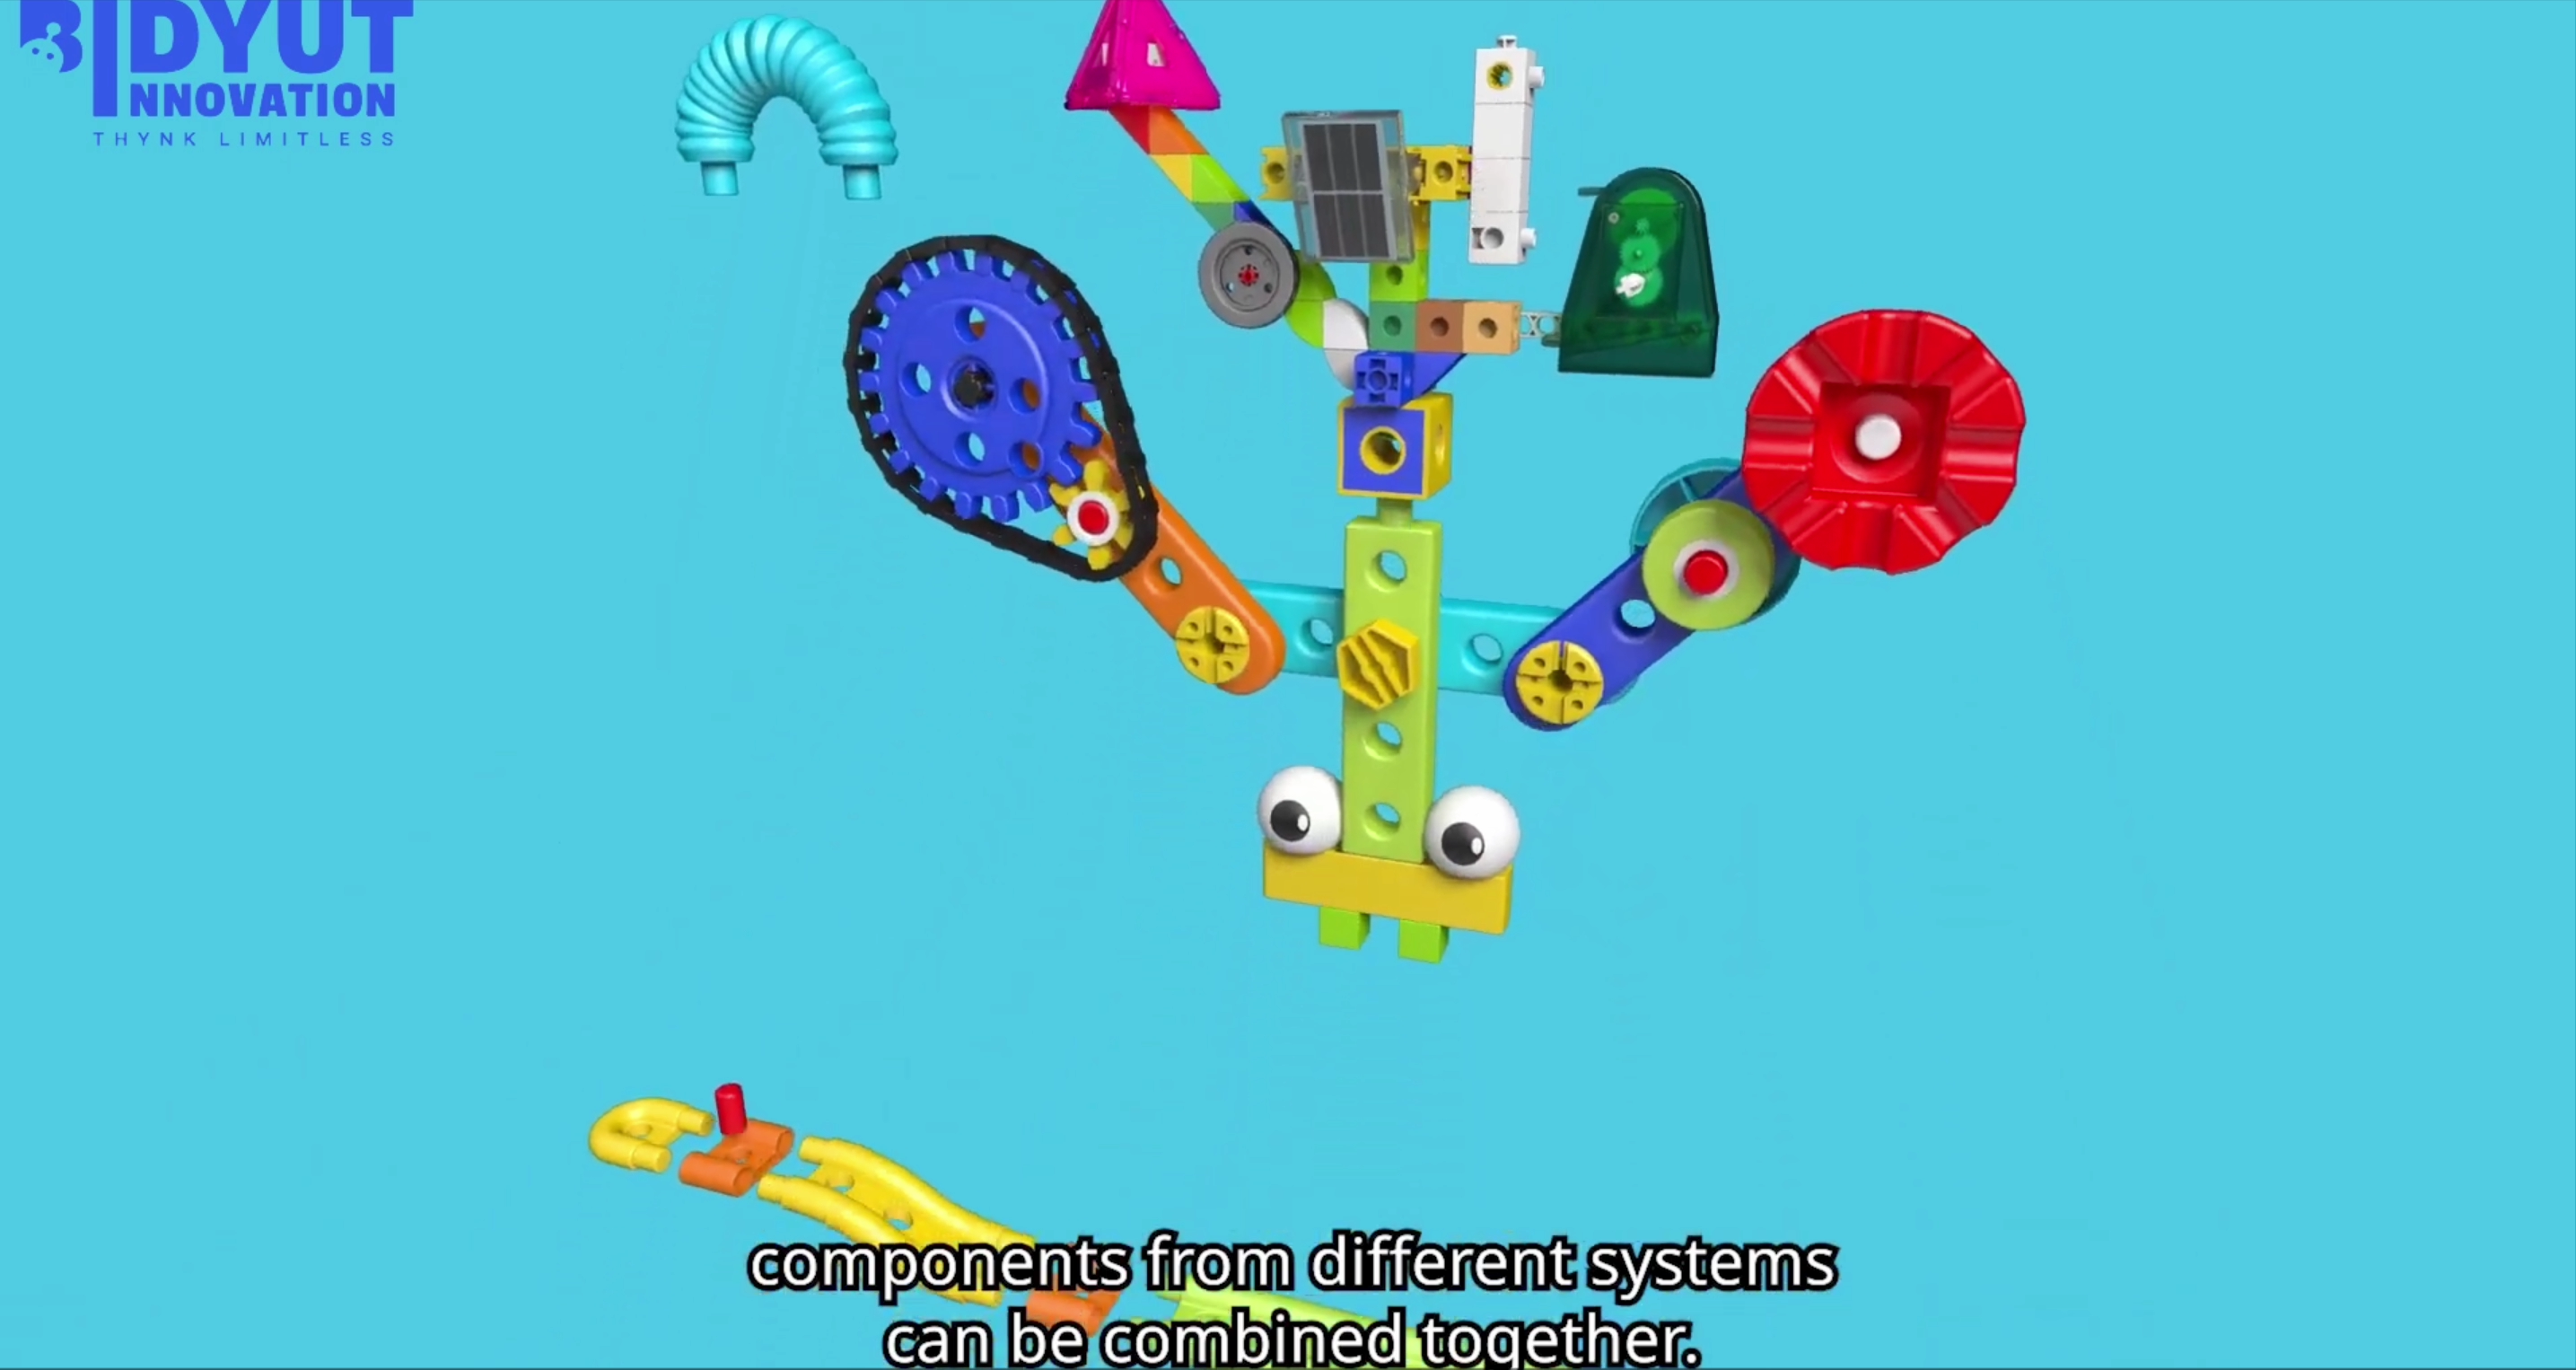 BIDYUT
INNOVATION
THYNK LIMITLESS
components from different systems
can be combined together.